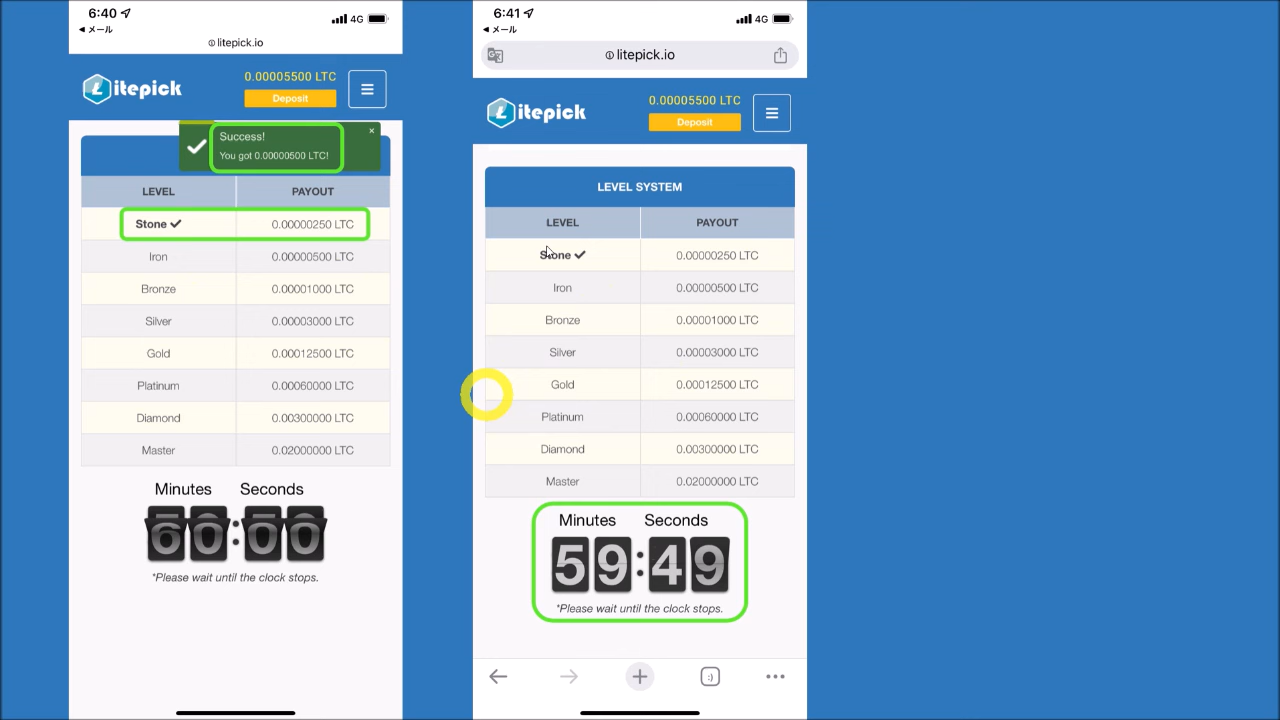 6:40
4G
◀ メール
litepick.io
Litepick
0.00005500 LTC
Deposit
Success!
You got 0.00000500 LTC!
×
LEVEL PAYOUT
Stone ✓ 0.00000250 LTC
Iron 0.00000500 LTC
Bronze 0.00001000 LTC
Silver 0.00003000 LTC
Gold 0.00012500 LTC
Platinum 0.00060000 LTC
Diamond 0.00300000 LTC
Master 0.02000000 LTC
Minutes Seconds
60:00
*Please wait until the clock stops.
6:41
4G
◀ メール
litepick.io
Litepick
0.00005500 LTC
Deposit
LEVEL SYSTEM
LEVEL PAYOUT
Stone ✓ 0.00000250 LTC
Iron 0.00000500 LTC
Bronze 0.00001000 LTC
Silver 0.00003000 LTC
Gold 0.00012500 LTC
Platinum 0.00060000 LTC
Diamond 0.00300000 LTC
Master 0.02000000 LTC
Minutes Seconds
59:49
*Please wait until the clock stops.
:)